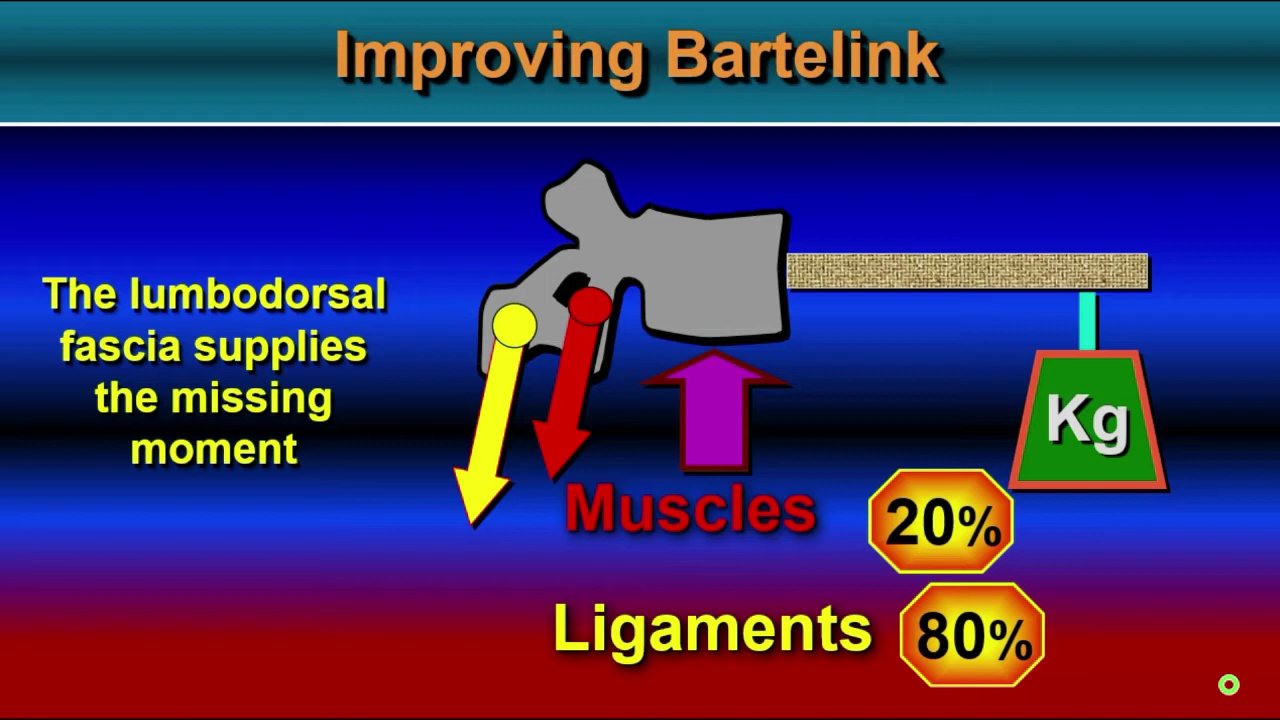 Improving Bartelink
The lumbodorsal
fascia supplies
the missing
moment
Kg
Muscles 20%
Ligaments 80%